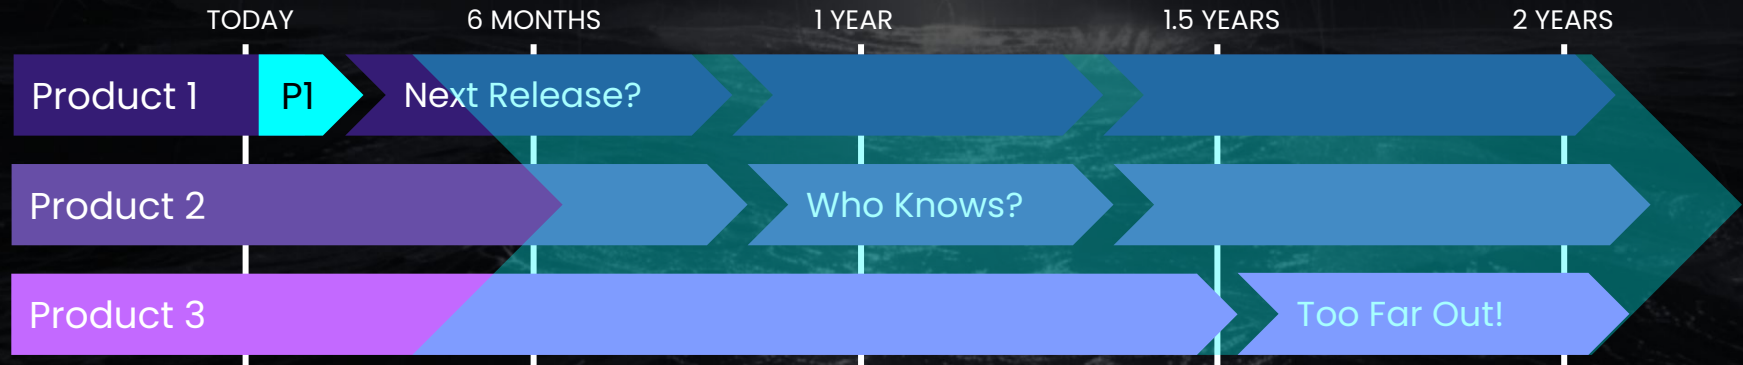 TODAY 6 MONTHS 1 YEAR 1.5 YEARS 2 YEARS
Product 1 P1 Next Release?
Product 2 Who Knows?
Product 3 Too Far Out!